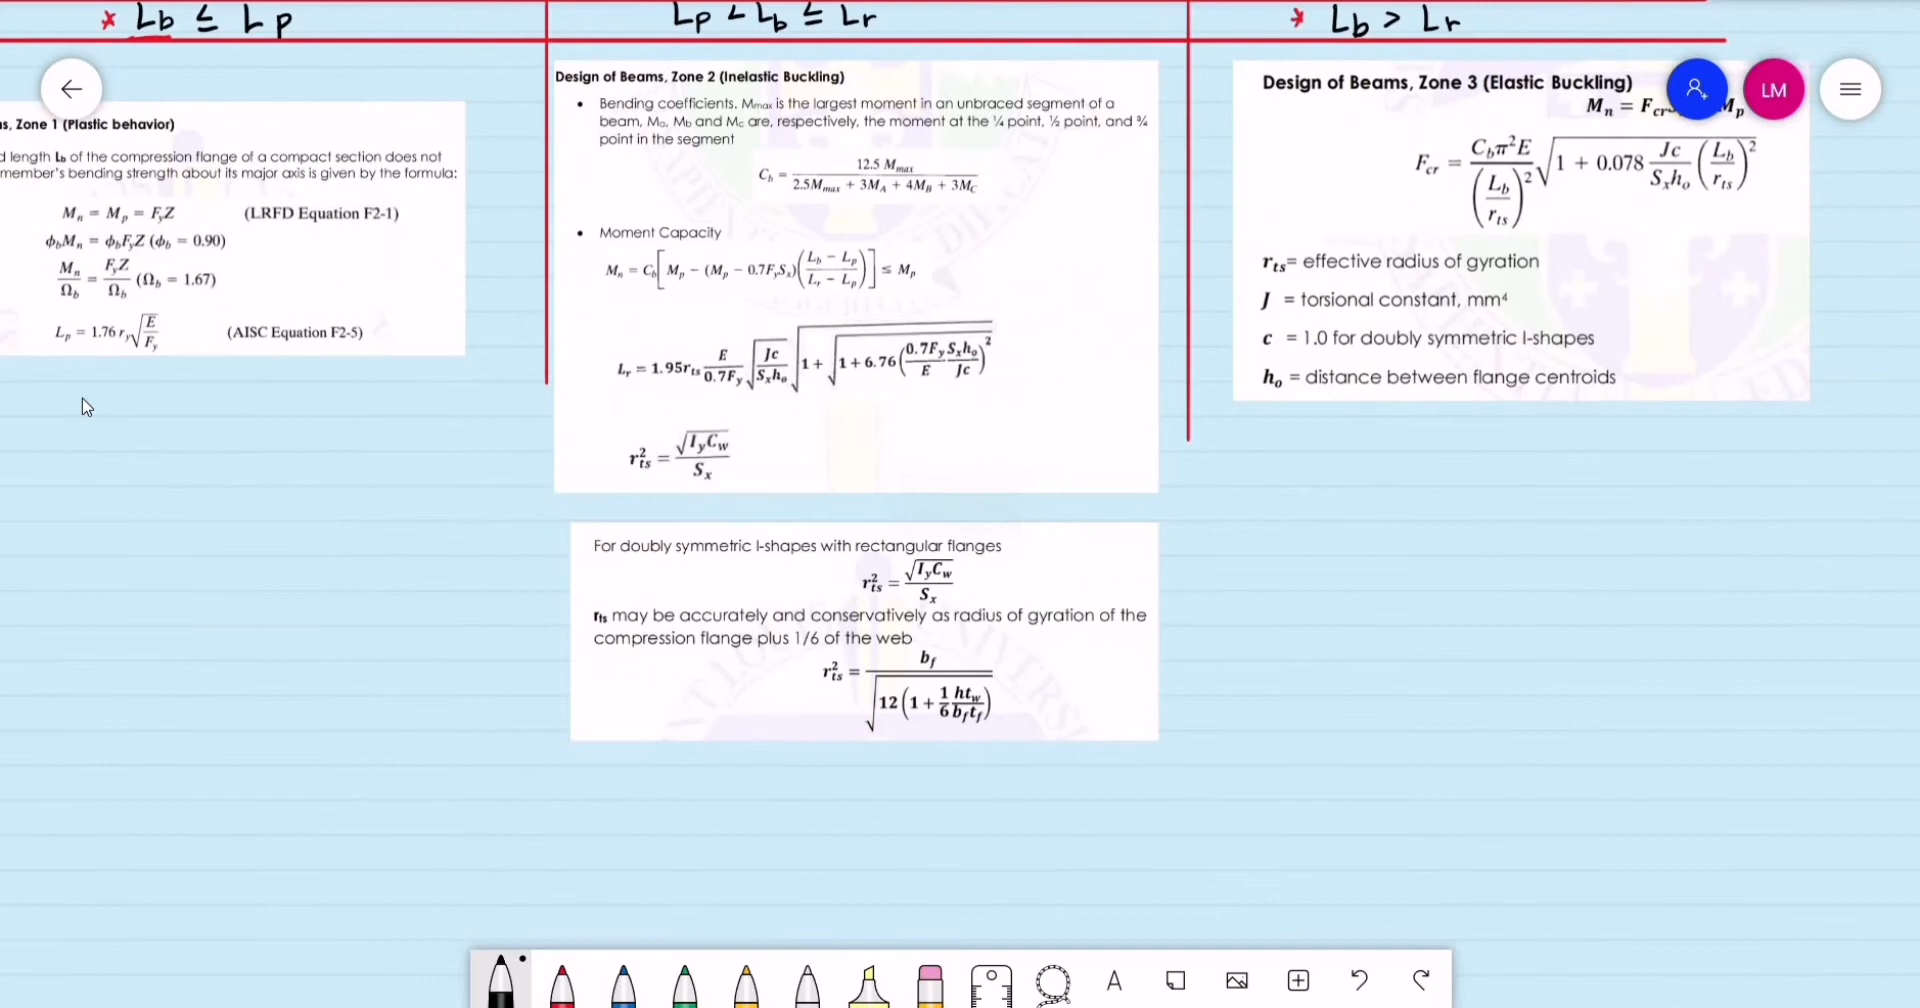 * Lb ≤ Lp
Lp < Lb ≤ Lr
* Lb > Lr
s, Zone 1 (Plastic behavior)
d length Lb of the compression flange of a compact section does not
member's bending strength about its major axis is given by the formula:
Mn = Mp = FyZ (LRFD Equation F2-1)
ϕbMn = ϕbFyZ (ϕb = 0.90)
Mn/Ωb = FyZ/Ωb (Ωb = 1.67)
Lp = 1.76 ry√(E/Fy) (AISC Equation F2-5)
Design of Beams, Zone 2 (Inelastic Buckling)
• Bending coefficients. Mmax is the largest moment in an unbraced segment of a
beam, Ma, Mb and Mc are, respectively, the moment at the ¼ point, ½ point, and ¾
point in the segment
Cb = 12.5 Mmax / (2.5Mmax + 3MA + 4MB + 3MC)
• Moment Capacity
Mn = Cb[Mp − (Mp − 0.7FySx)((Lb − Lp)/(Lr − Lp))] ≤ Mp
Lr = 1.95rts E/0.7Fy √(Jc/Sxho) √(1 + √(1 + 6.76(0.7Fy/E Sxho/Jc)²))
r²ts = √(IyCw)/Sx
For doubly symmetric I-shapes with rectangular flanges
r²ts = √(IyCw)/Sx
rts may be accurately and conservatively as radius of gyration of the
compression flange plus 1/6 of the web
r²ts = bf / √(12(1 + 1/6 htw/bftf))
Design of Beams, Zone 3 (Elastic Buckling)
Mn = Fcr Mp
Fcr = Cbπ²E/(Lb/rts)² √(1 + 0.078 Jc/Sxho (Lb/rts)²)
rts= effective radius of gyration
J = torsional constant, mm⁴
c = 1.0 for doubly symmetric I-shapes
ho = distance between flange centroids
LM
A